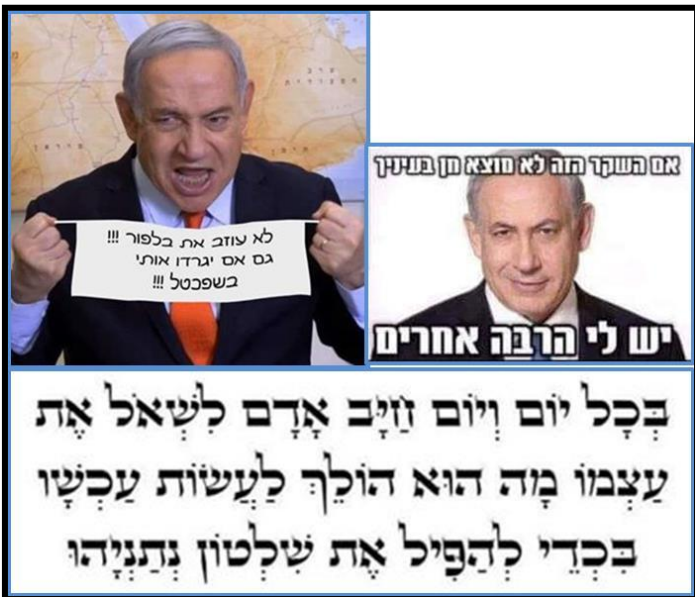 לא עוזב את בלפור !!!
גם אם יגרדו אותי
בשפכטל !!!
אם השקר הזה לא מוצא חן בעיניך
יש לי הרבה אחרים
בְּכָל יוֹם וְיוֹם חַיָּב אָדָם לִשְׁאֹל אֶת
עַצְמוֹ מָה הוּא הוֹלֵךְ לַעֲשׂוֹת עַכְשָׁו
בִּכְדֵי לְהַפִּיל אֶת שִׁלְטוֹן נְתַנְיָהוּ